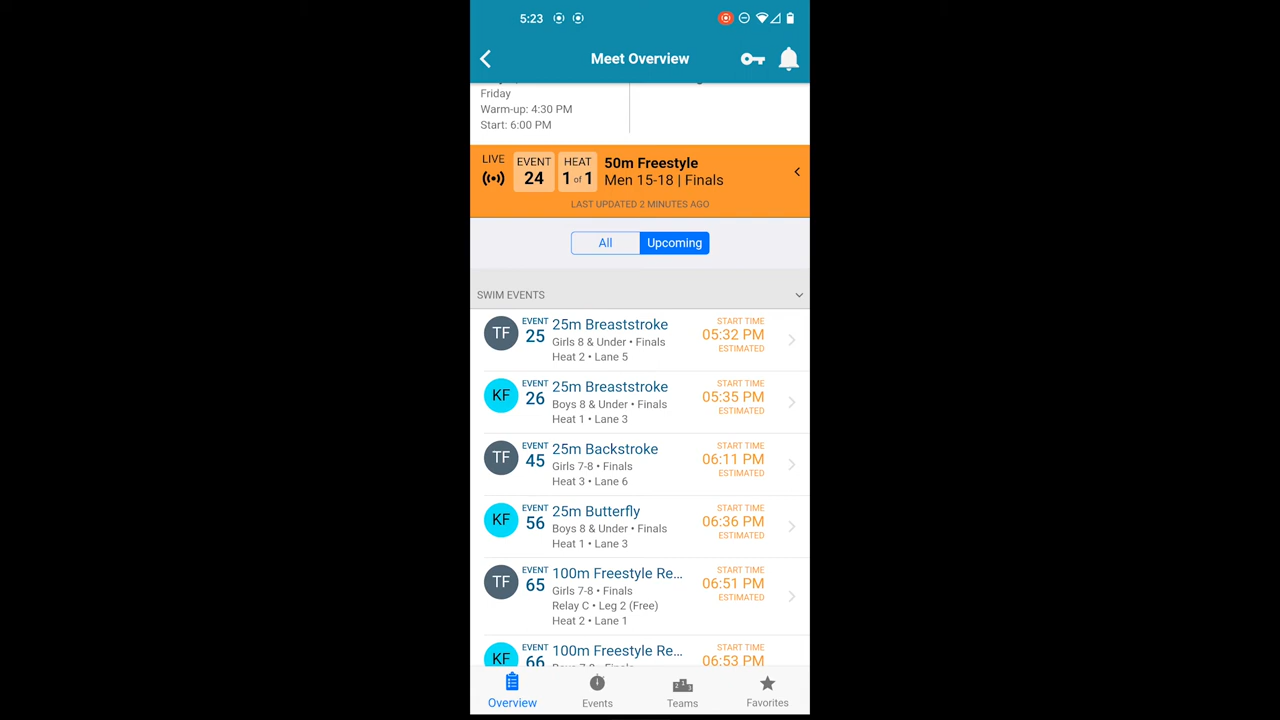 5:23
Meet Overview
Friday
Warm-up: 4:30 PM
Start: 6:00 PM
LIVE
EVENT
24
HEAT
1 of 1
50m Freestyle
Men 15-18 | Finals
LAST UPDATED 2 MINUTES AGO
All
Upcoming
SWIM EVENTS
TF
EVENT
25
25m Breaststroke
Girls 8 & Under • Finals
Heat 2 • Lane 5
START TIME
05:32 PM
ESTIMATED
KF
EVENT
26
25m Breaststroke
Boys 8 & Under • Finals
Heat 1 • Lane 3
START TIME
05:35 PM
ESTIMATED
TF
EVENT
45
25m Backstroke
Girls 7-8 • Finals
Heat 3 • Lane 6
START TIME
06:11 PM
ESTIMATED
KF
EVENT
56
25m Butterfly
Boys 8 & Under • Finals
Heat 1 • Lane 3
START TIME
06:36 PM
ESTIMATED
TF
EVENT
65
100m Freestyle Re...
Girls 7-8 • Finals
Relay C • Leg 2 (Free)
Heat 2 • Lane 1
START TIME
06:51 PM
ESTIMATED
KF
EVENT
66
100m Freestyle Re...
START TIME
06:53 PM
Overview
Events
Teams
Favorites